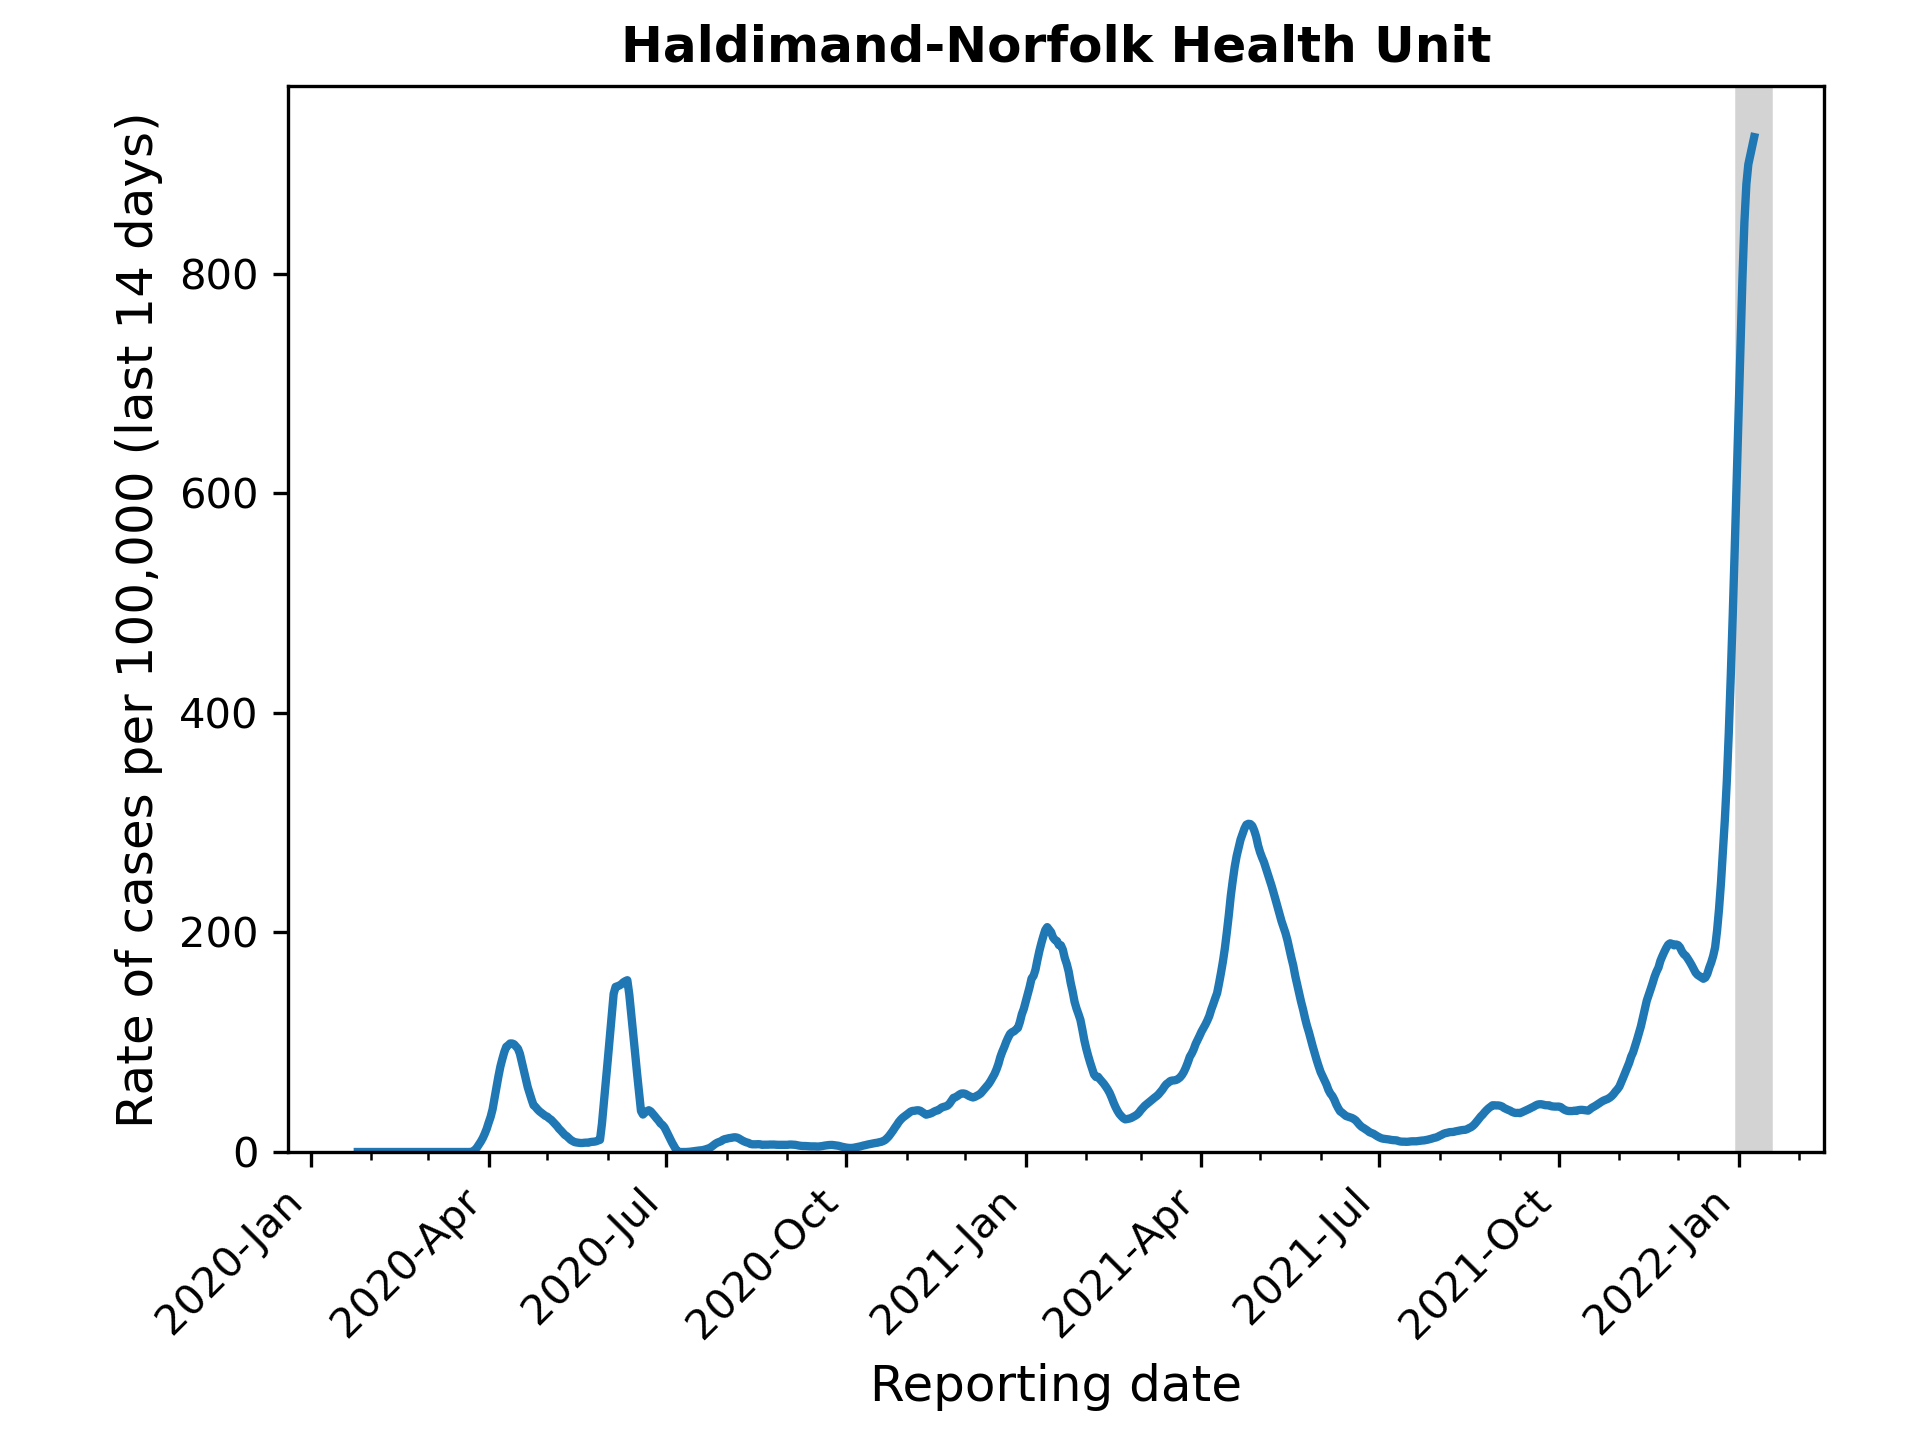 Haldimand-Norfolk Health Unit
Rate of cases per 100,000 (last 14 days)
800
600
400
200
0
2020-Jan
2020-Apr
2020-Jul
2020-Oct
2021-Jan
2021-Apr
2021-Jul
2021-Oct
2022-Jan
Reporting date